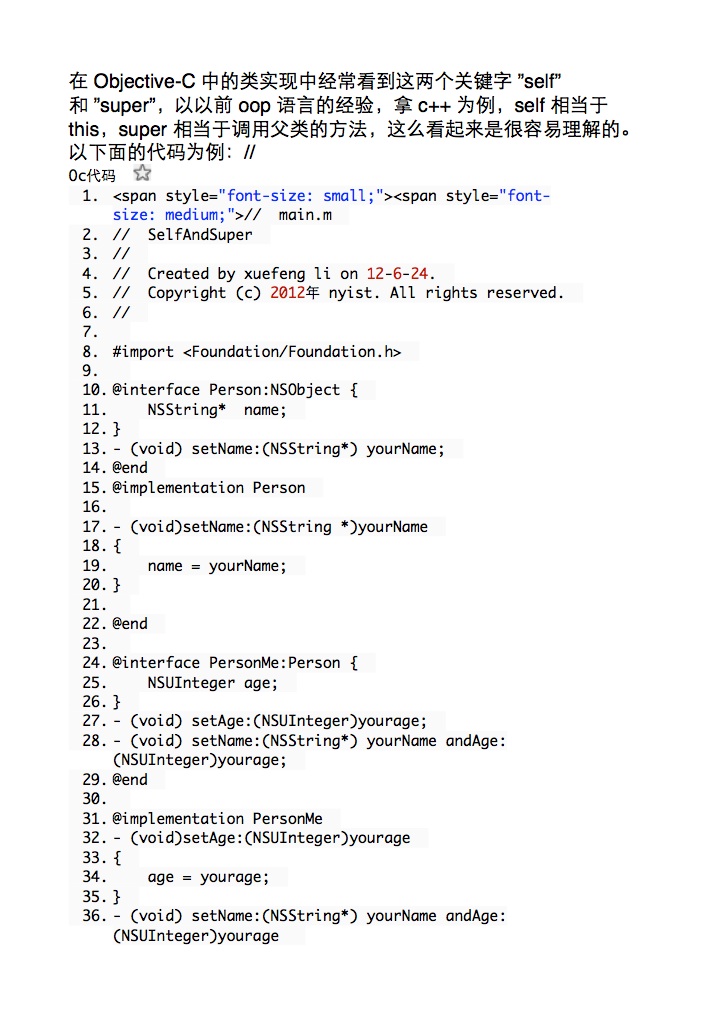 在 Objective-C 中的类实现中经常看到这两个关键字 ”self”
和 ”super”，以以前 oop 语言的经验，拿 c++ 为例，self 相当于
this，super 相当于调用父类的方法，这么看起来是很容易理解的。
以下面的代码为例：//
Oc代码
1. <span style="font-size: small;"><span style="font-
size: medium;">//  main.m
2. //  SelfAndSuper
3. //
4. //  Created by xuefeng li on 12-6-24.
5. //  Copyright (c) 2012年 nyist. All rights reserved.
6. //
7.
8. #import <Foundation/Foundation.h>
9.
10. @interface Person:NSObject {
11.     NSString*  name;
12. }
13. - (void) setName:(NSString*) yourName;
14. @end
15. @implementation Person
16.
17. - (void)setName:(NSString *)yourName
18. {
19.     name = yourName;
20. }
21.
22. @end
23.
24. @interface PersonMe:Person {
25.     NSUInteger age;
26. }
27. - (void) setAge:(NSUInteger)yourage;
28. - (void) setName:(NSString*) yourName andAge:
(NSUInteger)yourage;
29. @end
30.
31. @implementation PersonMe
32. - (void)setAge:(NSUInteger)yourage
33. {
34.     age = yourage;
35. }
36. - (void) setName:(NSString*) yourName andAge:
(NSUInteger)yourage